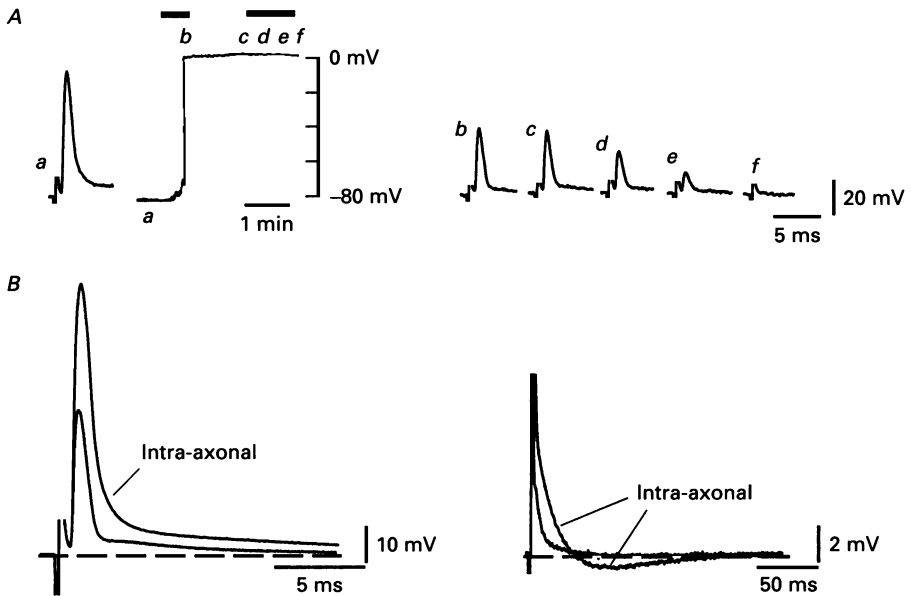 A
b c d e f
0 mV
a
a
–80 mV
1 min
b c d e f
20 mV
5 ms
B
Intra-axonal
10 mV
5 ms
Intra-axonal
2 mV
50 ms